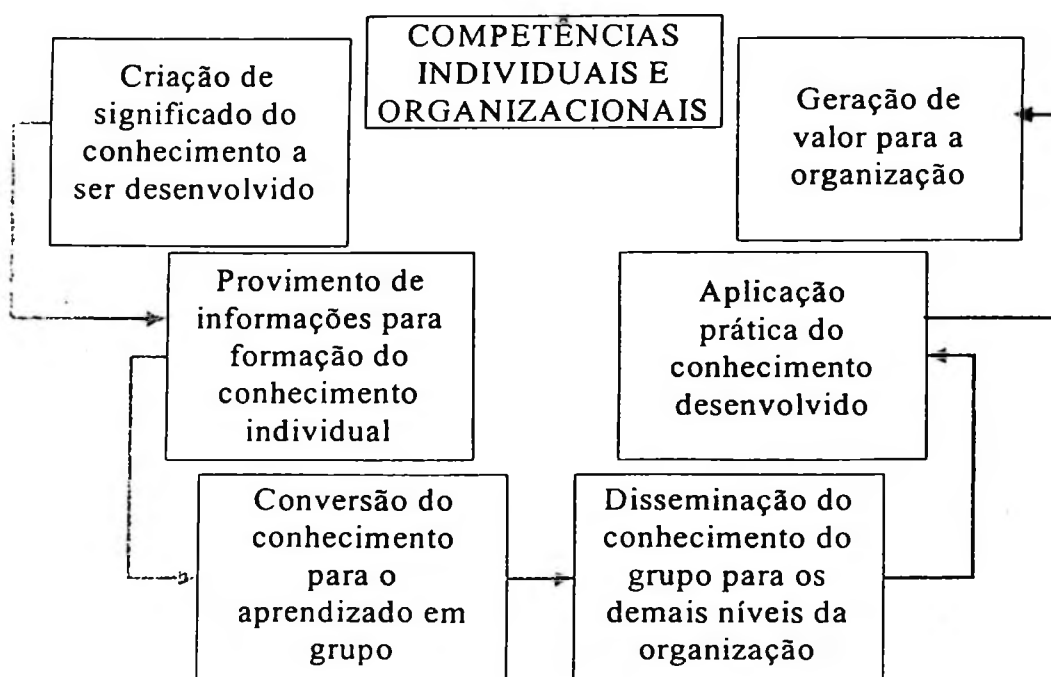 COMPETÊNCIAS
INDIVIDUAIS E
ORGANIZACIONAIS
Criação de
significado do
conhecimento a
ser desenvolvido
Provimento de
informações para
formação do
conhecimento
individual
Conversão do
conhecimento
para o
aprendizado em
grupo
Disseminação do
conhecimento do
grupo para os
demais níveis da
organização
Aplicação
prática do
conhecimento
desenvolvido
Geração de
valor para a
organização